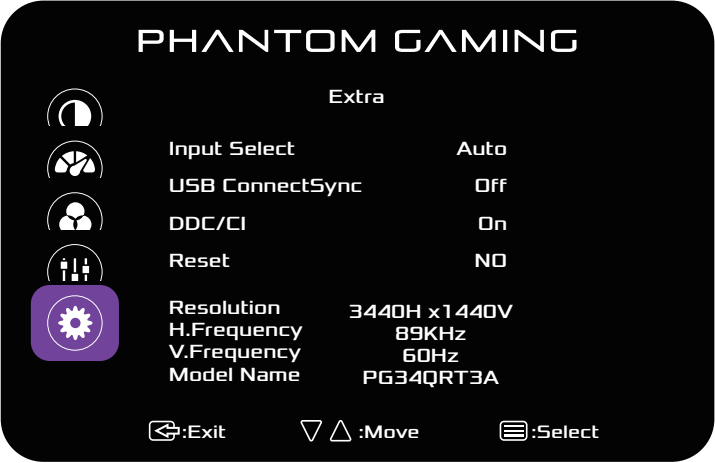 PHANTOM GAMING
Extra
Input Select Auto
USB ConnectSync Off
DDC/CI On
Reset NO
Resolution 3440H x1440V
H.Frequency 89KHz
V.Frequency 60Hz
Model Name PG34QRT3A
:Exit :Move :Select